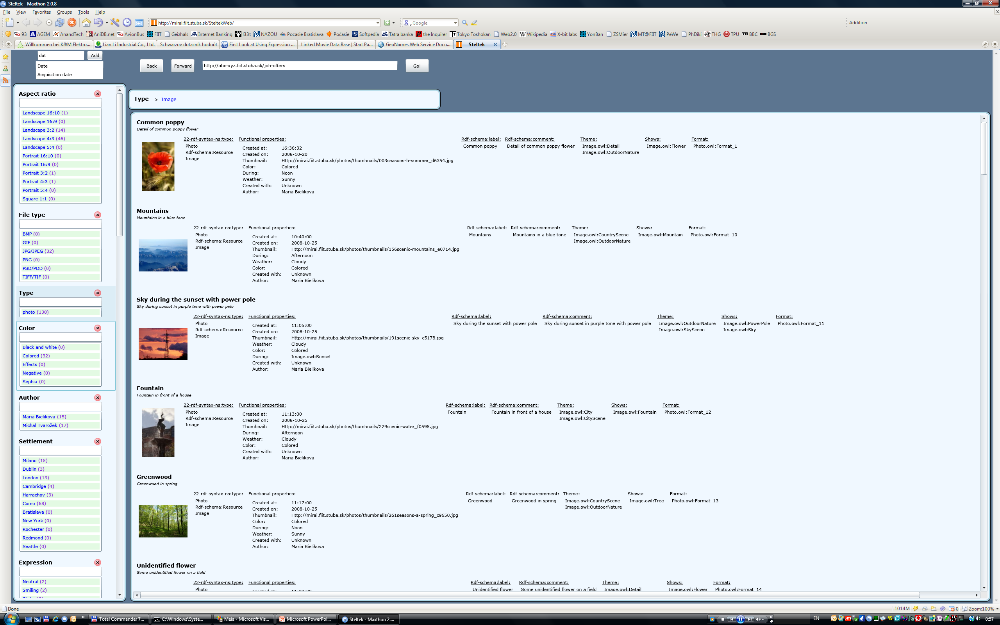 Steltek - Maxthon 2.0.8
File View Favorites Groups Tools Help
http://mirai.fiit.stuba.sk/SteltekWeb/
Google
Addition
93 AGEM AnandTech AniDB.net AvionBus FIIT Geizhals Internet Banking l33t NAZOU Pocasie Bratislava Počasie Softpedia Tatra banka the Inquirer Tokyo Toshokan Web2.0 Wikipedia X-bit labs YonBan ZSMier MT@FIIT PeWe PhDiki THG TPU BBC BGS
Willkommen bei K&M Elektro... Lian Li Industrial Co., Ltd. Schwarzov dotazník hodnôt First Look at Using Expression ... Linked Movie Data Base | Start Pa... GeoNames Web Service Docu... Steltek
dat Add
Date
Acquisition date
Back Forward http://abc-xyz.fiit.stuba.sk/job-offers Go!
Aspect ratio
Landscape 16:10 (1)
Landscape 16:9 (0)
Landscape 3:2 (14)
Landscape 4:3 (46)
Landscape 5:4 (0)
Portrait 16:10 (0)
Portrait 16:9 (0)
Portrait 3:2 (1)
Portrait 4:3 (1)
Portrait 5:4 (0)
Square 1:1 (0)
File type
BMP (0)
GIF (0)
JPG/JPEG (32)
PNG (0)
PSD/PDD (0)
TIFF/TIF (0)
Type
photo (130)
Color
Black and white (0)
Colored (32)
Effects (0)
Negative (0)
Sephia (0)
Author
Maria Bielikova (15)
Michal Tvarožek (17)
Settlement
Milano (15)
Dublin (3)
London (13)
Cambridge (4)
Harrachov (3)
Como (68)
Bratislava (0)
New York (0)
Rochester (0)
Redmond (0)
Seattle (0)
Expression
Neutral (2)
Smiling (2)
Type > Image
Common poppy
Detail of common poppy flower
22-rdf-syntax-ns:type: Functional properties: Rdf-schema:label: Rdf-schema:comment: Theme: Shows: Format:
Photo
Rdf-schema:Resource
Image
Created at: 16:36:32
Created on: 2008-10-20
Thumbnail: Http://mirai.fiit.stuba.sk/photos/thumbnails/003seasons-b-summer_d6354.jpg
Color: Colored
During: Noon
Weather: Sunny
Created with: Unknown
Author: Maria Bielikova
Common poppy Detail of common poppy flower Image.owl:Detail Image.owl:Flower Photo.owl:Format_1
Image.owl:OutdoorNature
Mountains
Mountains in a blue tone
22-rdf-syntax-ns:type: Functional properties: Rdf-schema:label: Rdf-schema:comment: Theme: Shows: Format:
Photo
Rdf-schema:Resource
Image
Created at: 10:40:00
Created on: 2008-10-25
Thumbnail: Http://mirai.fiit.stuba.sk/photos/thumbnails/156scenic-mountains_e0714.jpg
During: Afternoon
Weather: Cloudy
Color: Colored
Created with: Unknown
Author: Maria Bielikova
Mountains Mountains in a blue tone Image.owl:CountryScene Image.owl:Mountain Photo.owl:Format_10
Image.owl:OutdoorNature
Sky during the sunset with power pole
Sky during sunset in purple tone with power pole
22-rdf-syntax-ns:type: Functional properties: Rdf-schema:label: Rdf-schema:comment: Theme: Shows: Format:
Photo
Rdf-schema:Resource
Image
Created at: 11:05:00
Created on: 2008-10-25
Thumbnail: Http://mirai.fiit.stuba.sk/photos/thumbnails/191scenic-sky_c5178.jpg
Weather: Cloudy
Color: Colored
During: Image.owl:Sunset
Created with: Unknown
Author: Maria Bielikova
Sky during the sunset with power pole Sky during sunset in purple tone with power pole Image.owl:OutdoorNature Image.owl:PowerPole Photo.owl:Format_11
Image.owl:SkyScene Image.owl:Sky
Fountain
Fountain in front of a house
22-rdf-syntax-ns:type: Functional properties: Rdf-schema:label: Rdf-schema:comment: Theme: Shows: Format:
Photo
Rdf-schema:Resource
Image
Created at: 11:13:00
Created on: 2008-10-25
Thumbnail: Http://mirai.fiit.stuba.sk/photos/thumbnails/229scenic-water_f0595.jpg
During: Afternoon
Weather: Cloudy
Color: Colored
Created with: Unknown
Author: Maria Bielikova
Fountain Fountain in front of a house Image.owl:City Image.owl:Fountain Photo.owl:Format_12
Image.owl:CityScene
Greenwood
Greenwood in spring
22-rdf-syntax-ns:type: Functional properties: Rdf-schema:label: Rdf-schema:comment: Theme: Shows: Format:
Photo
Rdf-schema:Resource
Image
Created at: 11:17:00
Created on: 2008-10-25
Thumbnail: Http://mirai.fiit.stuba.sk/photos/thumbnails/261seasons-a-spring_c9650.jpg
Color: Colored
During: Noon
Weather: Sunny
Created with: Unknown
Author: Maria Bielikova
Greenwood Greenwood in spring Image.owl:CountryScene Image.owl:Tree Photo.owl:Format_13
Image.owl:OutdoorNature
Unidentified flower
Some unidentified flower on a field
22-rdf-syntax-ns:type: Functional properties: Rdf-schema:label: Rdf-schema:comment: Theme: Shows: Format:
Photo Unidentified flower Some unidentified flower on a field Image.owl:Detail Image.owl:Flower Photo.owl:Format_14
Done 1014M 0 Zoom:100%
Total Commander 7... C:\Windows\Syste... Meia - Microsoft Vis... Microsoft PowerPoi... Steltek - Maxthon 2.... EN 0:57